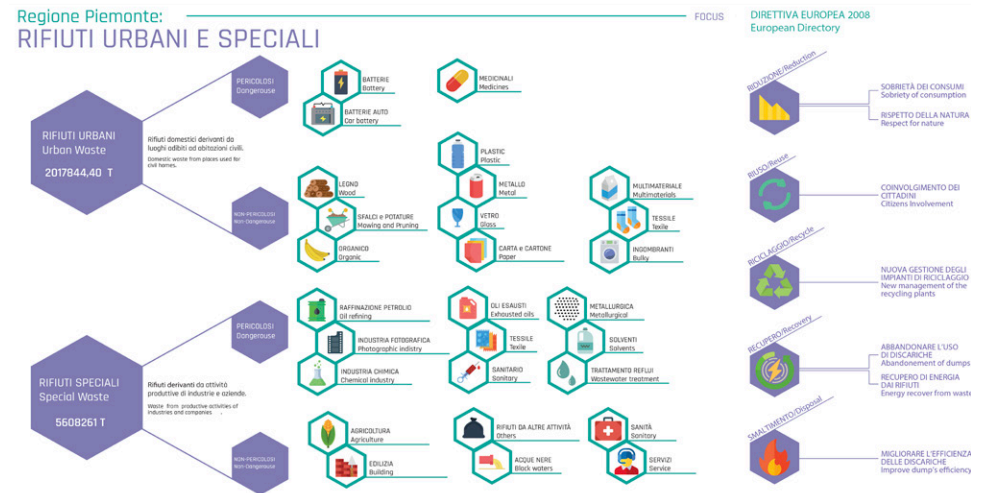 Regione Piemonte:
RIFIUTI URBANI E SPECIALI
FOCUS
DIRETTIVA EUROPEA 2008
European Directory
RIFIUTI URBANI
Urban Waste
2017844,40 T
Rifiuti domestici derivanti da
luoghi adibiti ad abitazioni civili.
Domestic waste from places used for
civil homes.
PERICOLOSI
Dangerouse
BATTERIE
Battery
BATTERIE AUTO
Car battery
MEDICINALI
Medicines
NON-PERICOLOSI
Non-Dangerouse
LEGNO
Wood
SFALCI e POTATURE
Mowing and Pruning
ORGANICO
Organic
PLASTIC
Plastic
METALLO
Metal
VETRO
Glass
CARTA e CARTONE
Paper
MULTIMATERIALE
Multimaterials
TESSILE
Texile
INGOMBRANTI
Bulky
RIFIUTI SPECIALI
Special Waste
5608261 T
Rifiuti derivanti da attività
produttive di industrie e aziende.
Waste from productive activities of
industries and companies .
PERICOLOSI
Dangerouse
RAFFINAZIONE PETROLIO
Oil refining
INDUSTRIA FOTOGRAFICA
Photographic indistry
INDUSTRIA CHIMICA
Chemical industry
OLI ESAUSTI
Exhausted oils
TESSILE
Texile
SANITARIO
Sanitary
METALLURGICA
Metallurgical
SOLVENTI
Solvents
TRATTAMENTO REFLUI
Wastewater treatment
NON-PERICOLOSI
Non-Dangerouse
AGRICOLTURA
Agriculture
EDILIZIA
Building
RIFIUTI DA ALTRE ATTIVITÀ
Others
ACQUE NERE
Black waters
SANITÀ
Sanitary
SERVIZI
Service
RIDUZIONE/Reduction
SOBRIETÀ DEI CONSUMI
Sobriety of consumption
RISPETTO DELLA NATURA
Respect for nature
RIUSO/Reuse
COINVOLGIMENTO DEI
CITTADINI
Citizens Involvement
RICICLAGGIO/Recycle
NUOVA GESTIONE DEGLI
IMPIANTI DI RICICLAGGIO
New management of the
recycling plants
RECUPERO/Recovery
ABBANDONARE L'USO
DI DISCARICHE
Abandonement of dumps
RECUPERO DI ENERGIA
DAI RIFIUTI
Energy recover from waste
SMALTIMENTO/Disposal
MIGLIORARE L'EFFICIENZA
DELLE DISCARICHE
Improve dump's efficiency